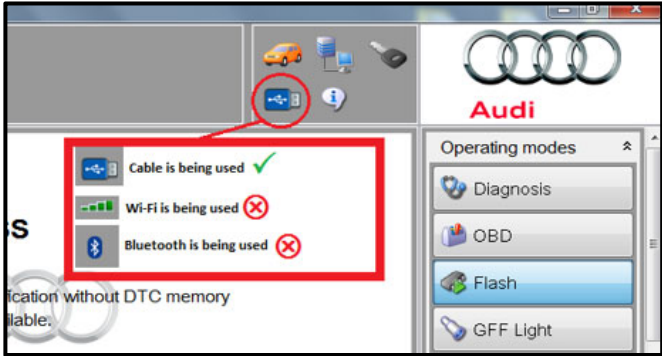 Audi
Cable is being used
Wi-Fi is being used
Bluetooth is being used
ss
fication without DTC memory
ilable.
Operating modes
Diagnosis
OBD
Flash
GFF Light